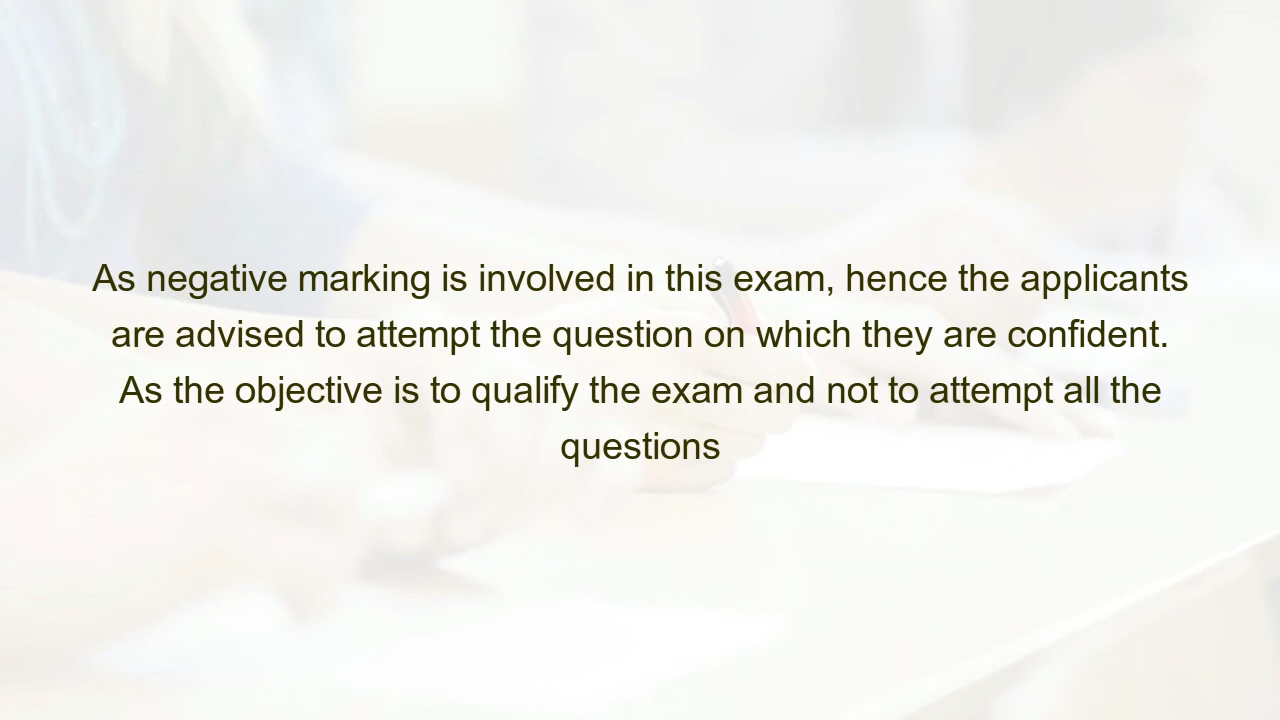 As negative marking is involved in this exam, hence the applicants
are advised to attempt the question on which they are confident.
As the objective is to qualify the exam and not to attempt all the
questions